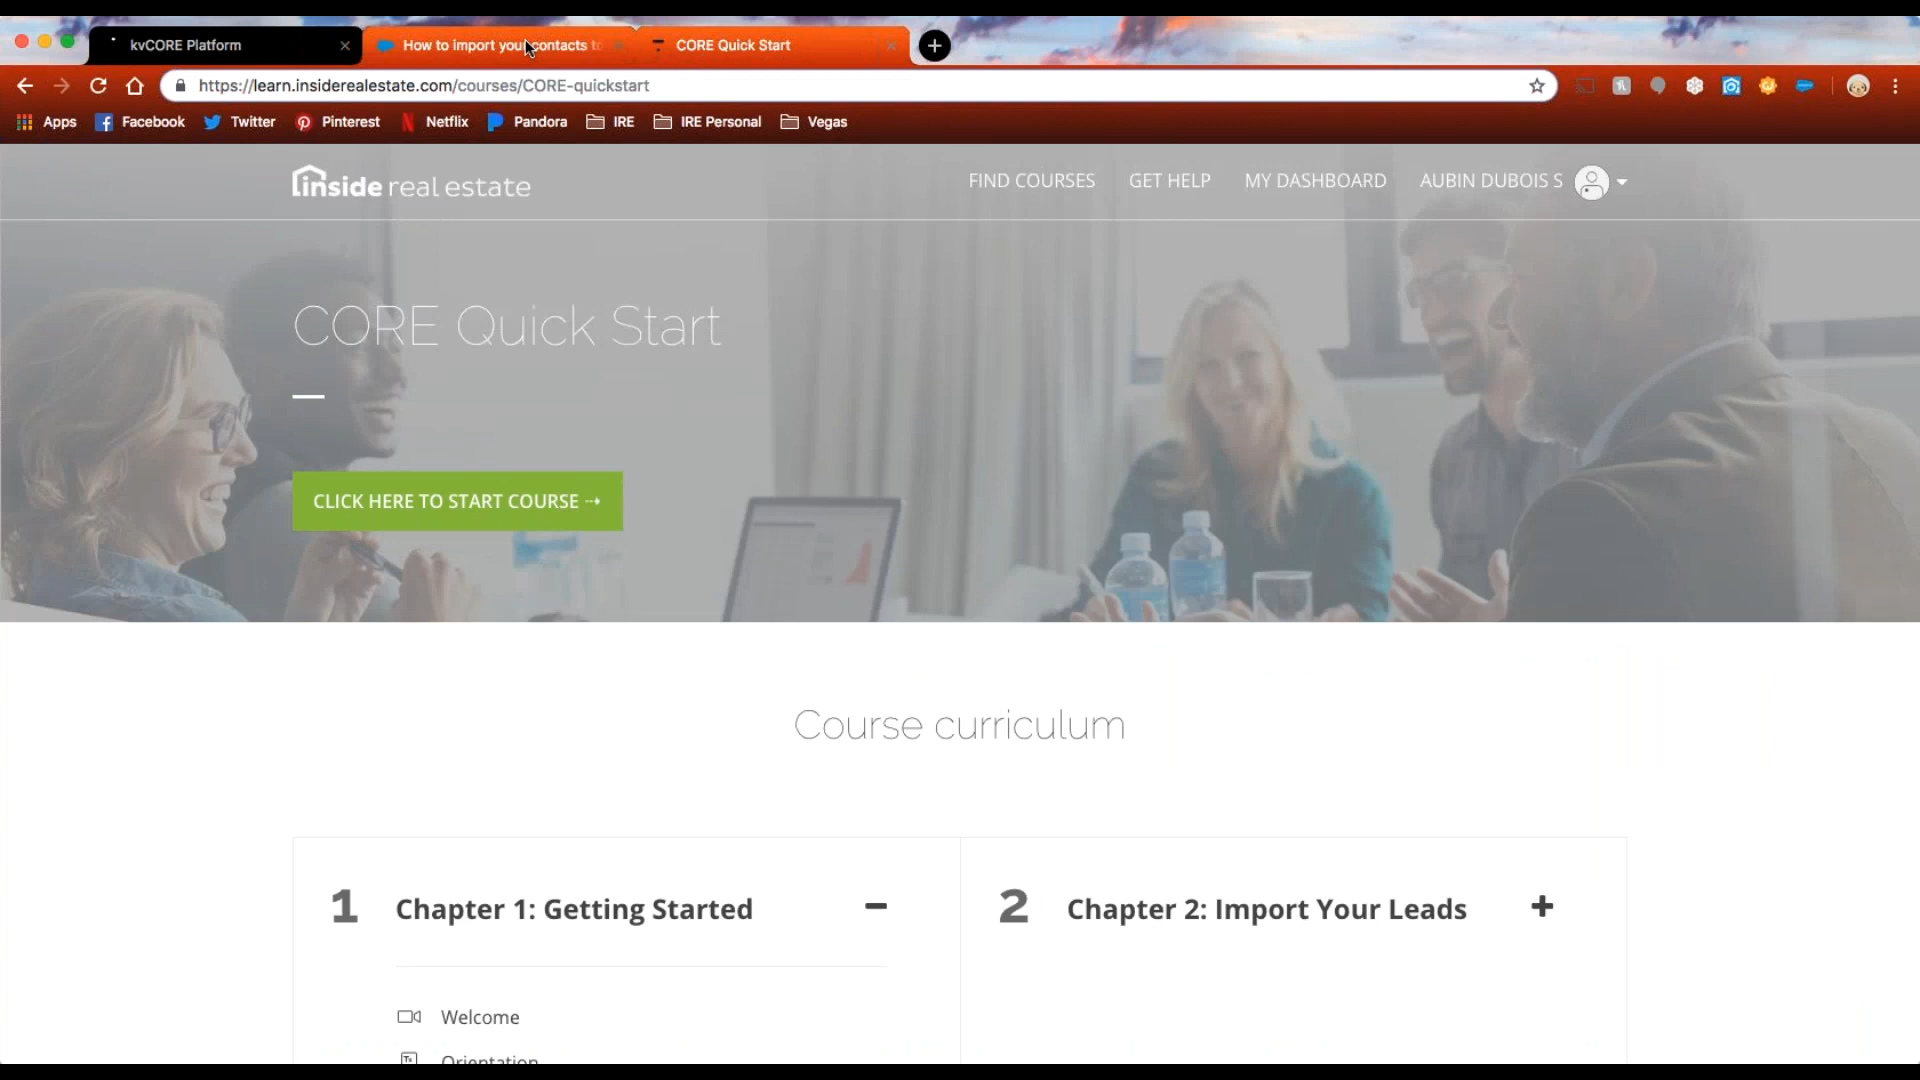 kvCORE Platform
How to import your contacts to
CORE Quick Start
https://learn.insiderealestate.com/courses/CORE-quickstart
Apps
Facebook
Twitter
Pinterest
Netflix
Pandora
IRE
IRE Personal
Vegas
inside real estate
FIND COURSES
GET HELP
MY DASHBOARD
AUBIN DUBOIS S
CORE Quick Start
CLICK HERE TO START COURSE →
Course curriculum
1 Chapter 1: Getting Started
2 Chapter 2: Import Your Leads
Welcome
Orientation